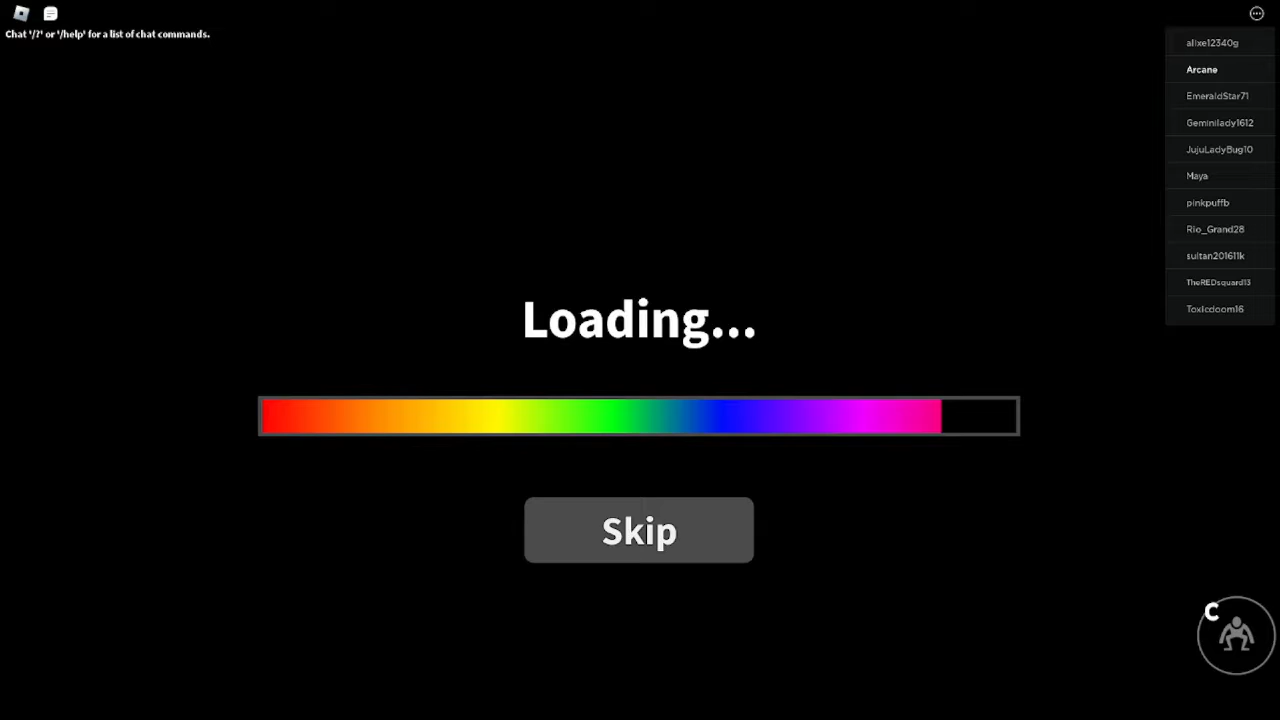 Chat '/?' or '/help' for a list of chat commands.
alixe12340g
Arcane
EmeraldStar71
Geminilady1612
JujuLadyBug10
Maya
pinkpuffb
Rio_Grand28
sultan201611k
TheREDsquard13
Toxicdoom16
Loading...
Skip
C